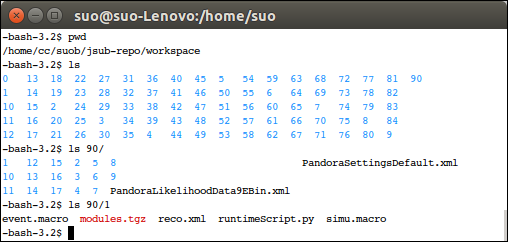 suo@suo-Lenovo:/home/suo
-bash-3.2$ pwd
/home/cc/suob/jsub-repo/workspace
-bash-3.2$ ls
0 13 18 22 27 31 36 40 45 5 54 59 63 68 72 77 81 90
1 14 19 23 28 32 37 41 46 50 55 6 64 69 73 78 82
10 15 2 24 29 33 38 42 47 51 56 60 65 7 74 79 83
11 16 20 25 3 34 39 43 48 52 57 61 66 70 75 8 84
12 17 21 26 30 35 4 44 49 53 58 62 67 71 76 80 9
-bash-3.2$ ls 90/
1 12 15 2 5 8 PandoraSettingsDefault.xml
10 13 16 3 6 9
11 14 17 4 7 PandoraLikelihoodData9EBin.xml
-bash-3.2$ ls 90/1
event.macro modules.tgz reco.xml runtimeScript.py simu.macro
-bash-3.2$